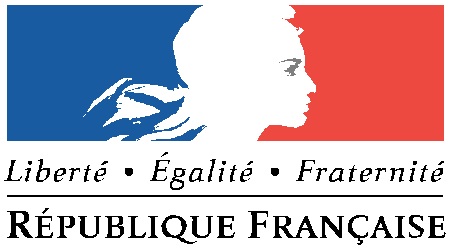 Liberté • Égalité • Fraternité
RÉPUBLIQUE FRANÇAISE